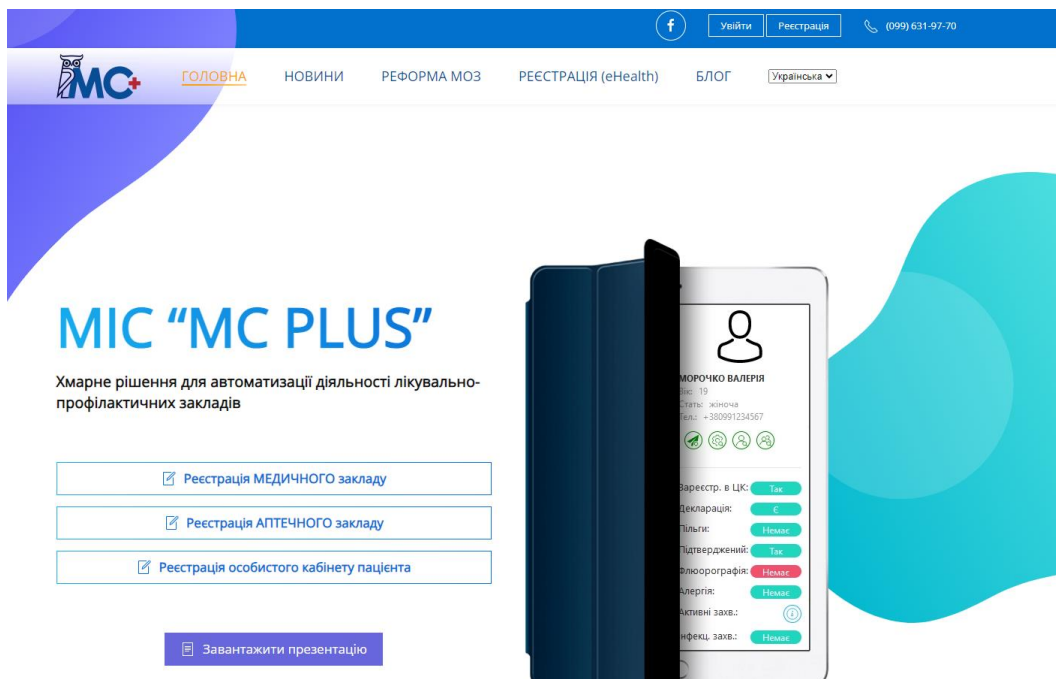 f
Увійти
Реєстрація
(099) 631-97-70
МС+
ГОЛОВНА
НОВИНИ
РЕФОРМА МОЗ
РЕЄСТРАЦІЯ (eHealth)
БЛОГ
Українська
МІС “MC PLUS”
Хмарне рішення для автоматизації діяльності лікувально-
профілактичних закладів
Реєстрація МЕДИЧНОГО закладу
Реєстрація АПТЕЧНОГО закладу
Реєстрація особистого кабінету пацієнта
Завантажити презентацію
МОРОЧКО ВАЛЕРІЯ
Вік: 19
Стать: жіноча
Тел.: +380991234567
Зареєстр. в ЦК: Так
Декларація: Є
Пільги: Немає
Підтверджений: Так
Флюорографія: Немає
Алергія: Немає
Активні захв.:
Інфекц. захв.: Немає